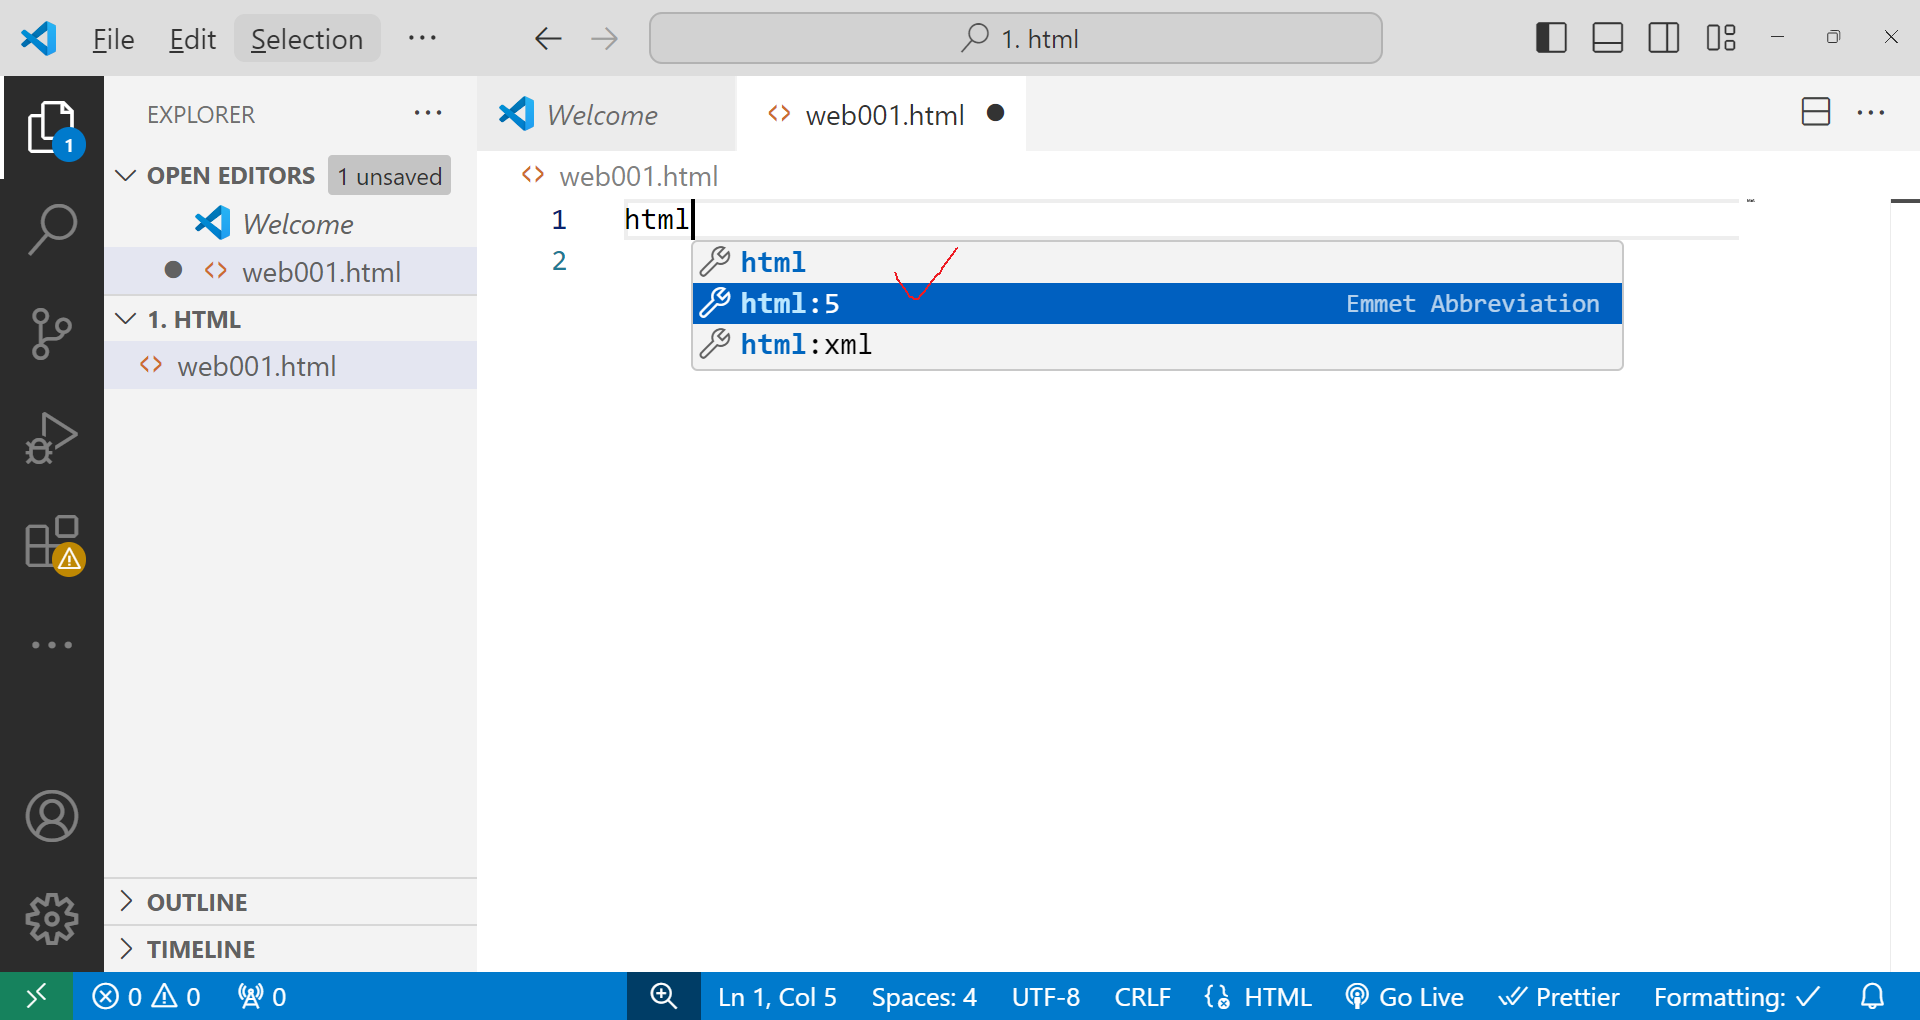 File Edit Selection ··· 1. html
EXPLORER ···
OPEN EDITORS 1 unsaved
Welcome
web001.html
1. HTML
web001.html
OUTLINE
TIMELINE
1
Welcome web001.html
web001.html
1 html
2
html
html:5 Emmet Abbreviation
html:xml
0 0 0 Ln 1, Col 5 Spaces: 4 UTF-8 CRLF HTML Go Live Prettier Formatting: